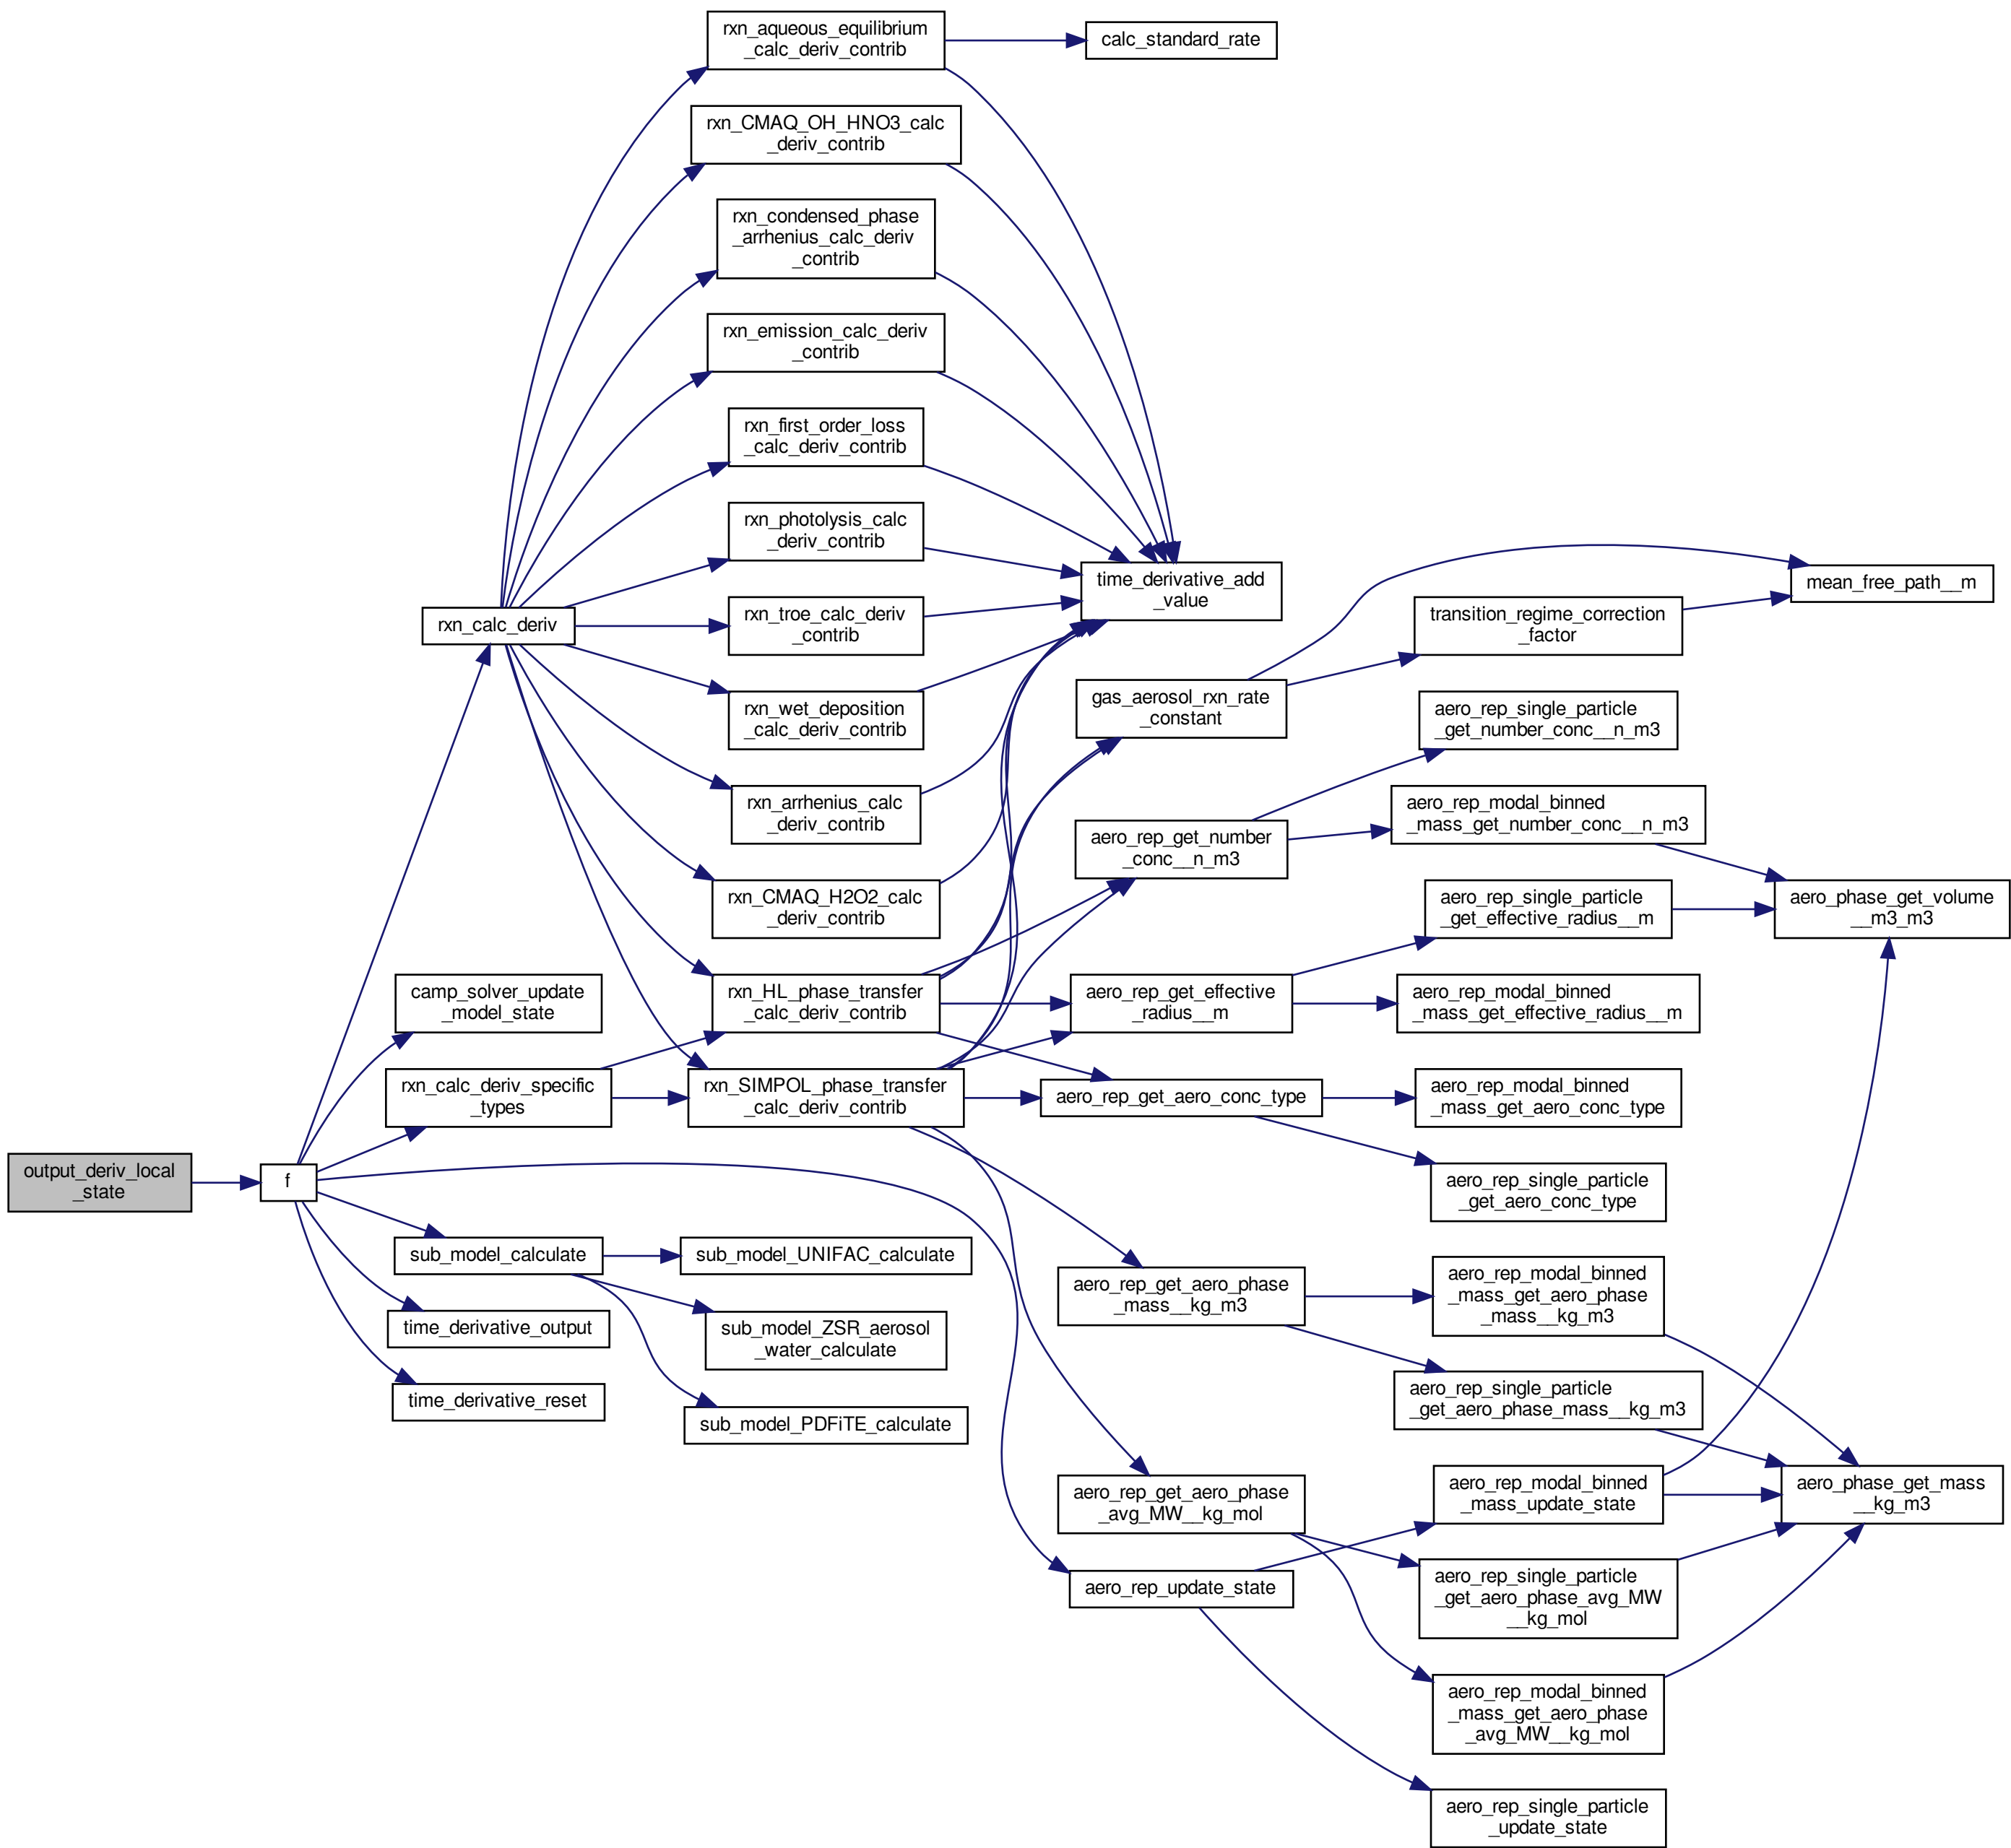 rxn_aqueous_equilibrium
_calc_deriv_contrib
calc_standard_rate
rxn_CMAQ_OH_HNO3_calc
_deriv_contrib
rxn_condensed_phase
_arrhenius_calc_deriv
_contrib
rxn_emission_calc_deriv
_contrib
rxn_first_order_loss
_calc_deriv_contrib
rxn_photolysis_calc
_deriv_contrib
time_derivative_add
_value
mean_free_path__m
rxn_calc_deriv
rxn_troe_calc_deriv
_contrib
transition_regime_correction
_factor
gas_aerosol_rxn_rate
_constant
rxn_wet_deposition
_calc_deriv_contrib
aero_rep_single_particle
_get_number_conc__n_m3
rxn_arrhenius_calc
_deriv_contrib
aero_rep_get_number
_conc__n_m3
aero_rep_modal_binned
_mass_get_number_conc__n_m3
rxn_CMAQ_H2O2_calc
_deriv_contrib
aero_rep_single_particle
_get_effective_radius__m
aero_phase_get_volume
__m3_m3
camp_solver_update
_model_state
rxn_HL_phase_transfer
_calc_deriv_contrib
aero_rep_get_effective
_radius__m
aero_rep_modal_binned
_mass_get_effective_radius__m
rxn_calc_deriv_specific
_types
rxn_SIMPOL_phase_transfer
_calc_deriv_contrib
aero_rep_get_aero_conc_type
aero_rep_modal_binned
_mass_get_aero_conc_type
output_deriv_local
_state
f
aero_rep_single_particle
_get_aero_conc_type
sub_model_calculate
sub_model_UNIFAC_calculate
aero_rep_get_aero_phase
_mass__kg_m3
aero_rep_modal_binned
_mass_get_aero_phase
_mass__kg_m3
time_derivative_output
sub_model_ZSR_aerosol
_water_calculate
time_derivative_reset
sub_model_PDFiTE_calculate
aero_rep_single_particle
_get_aero_phase_mass__kg_m3
aero_rep_get_aero_phase
_avg_MW__kg_mol
aero_rep_modal_binned
_mass_update_state
aero_phase_get_mass
__kg_m3
aero_rep_update_state
aero_rep_single_particle
_get_aero_phase_avg_MW
__kg_mol
aero_rep_modal_binned
_mass_get_aero_phase
_avg_MW__kg_mol
aero_rep_single_particle
_update_state